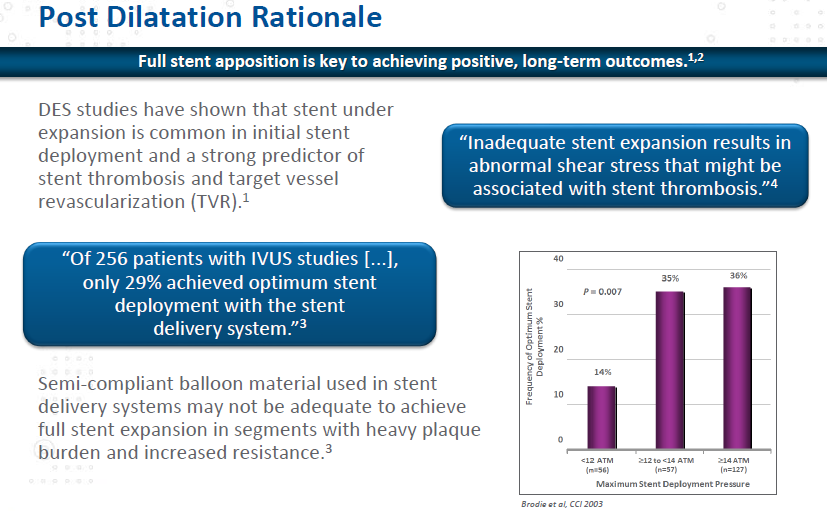 Post Dilatation Rationale
Full stent apposition is key to achieving positive, long-term outcomes.1,2
DES studies have shown that stent under
expansion is common in initial stent
deployment and a strong predictor of
stent thrombosis and target vessel
revascularization (TVR).1
“Inadequate stent expansion results in
abnormal shear stress that might be
associated with stent thrombosis.”4
“Of 256 patients with IVUS studies [...],
only 29% achieved optimum stent
deployment with the stent
delivery system.”3
Semi-compliant balloon material used in stent
delivery systems may not be adequate to achieve
full stent expansion in segments with heavy plaque
burden and increased resistance.3
Frequency of Optimum Stent
Deployment %
40
30
20
10
0
P = 0.007
14%
35%
36%
<12 ATM
(n=56)
≥12 to <14 ATM
(n=57)
≥14 ATM
(n=127)
Maximum Stent Deployment Pressure
Brodie et al, CCI 2003